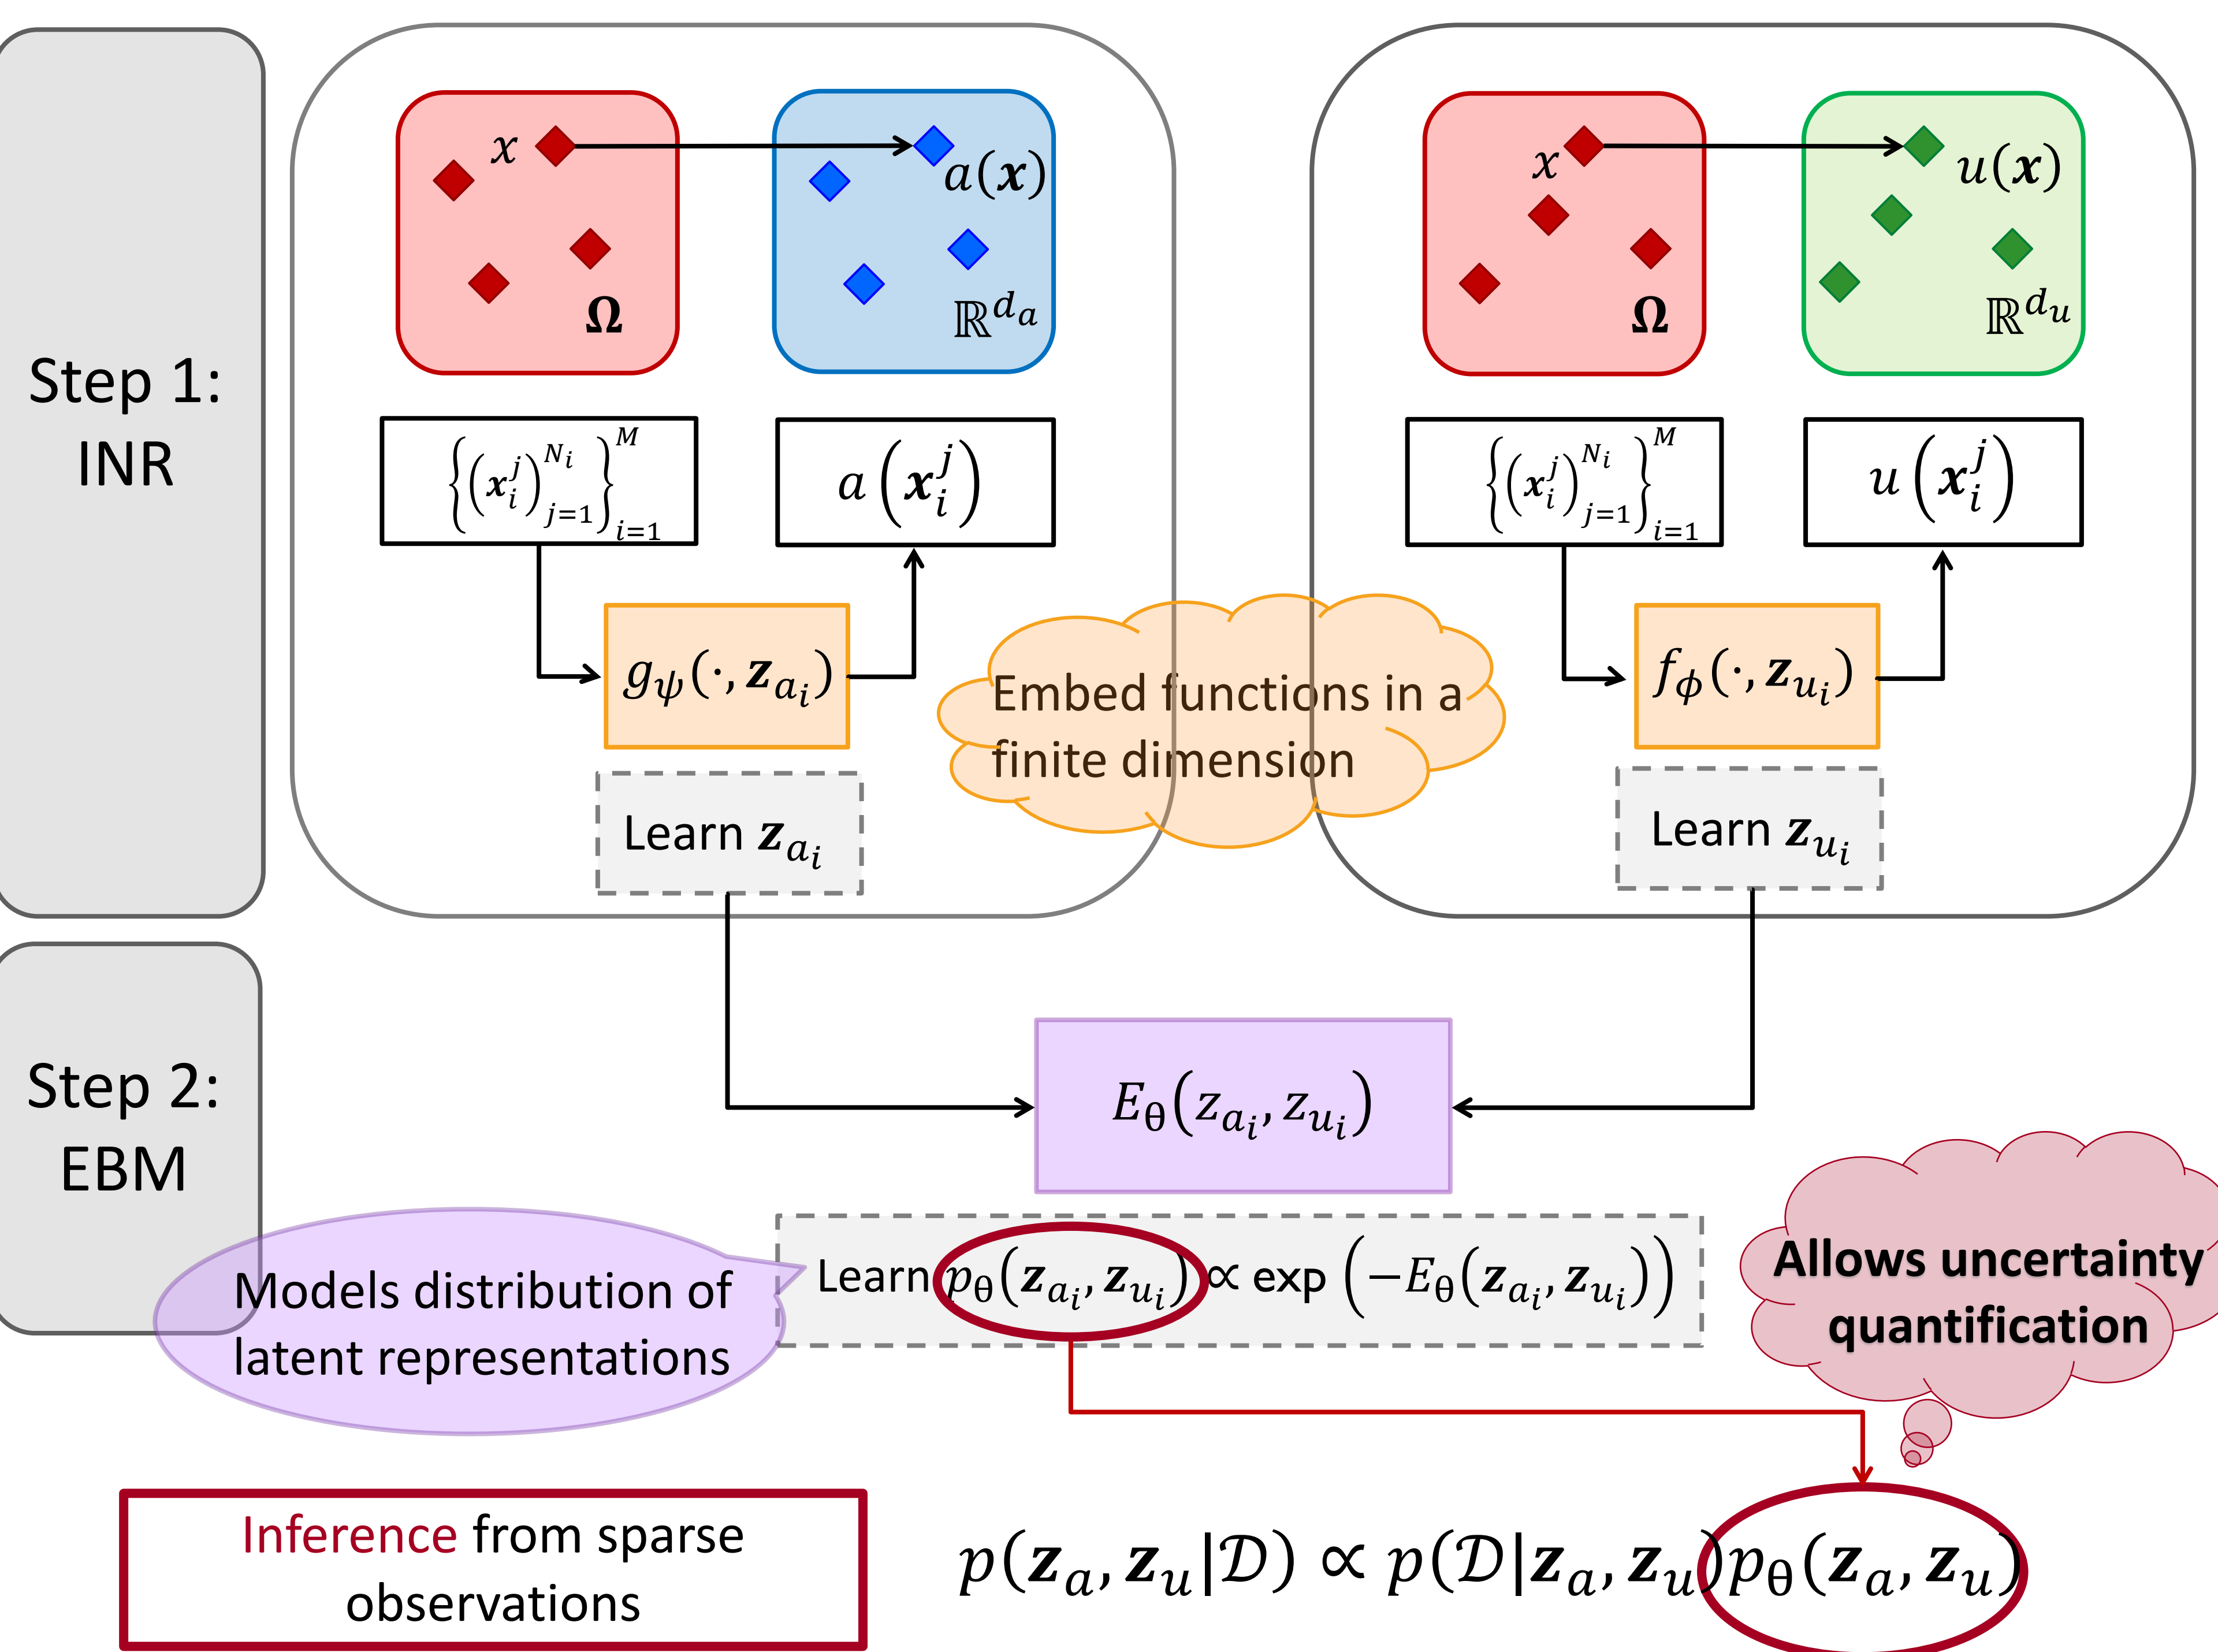 Step 1:
INR
x
a(𝒙)
Ω
ℝ^{d_a}
{(𝒙_i^j)_{j=1}^{N_i}}_{i=1}^M
a(𝒙_i^j)
g_ψ(·, 𝒛_{a_i})
Learn 𝒛_{a_i}
Embed functions in a
finite dimension
x
u(𝒙)
Ω
ℝ^{d_u}
{(𝒙_i^j)_{j=1}^{N_i}}_{i=1}^M
u(𝒙_i^j)
f_ϕ(·, 𝒛_{u_i})
Learn 𝒛_{u_i}
Step 2:
EBM
E_θ(z_{a_i}, z_{u_i})
Models distribution of
latent representations
Learn p_θ(𝒛_{a_i}, 𝒛_{u_i}) ∝ exp (−E_θ(𝒛_{a_i}, 𝒛_{u_i}))
Allows uncertainty
quantification
Inference from sparse
observations
p(𝒛_a, 𝒛_u|𝒟) ∝ p(𝒟|𝒛_a, 𝒛_u)p_θ(𝒛_a, 𝒛_u)